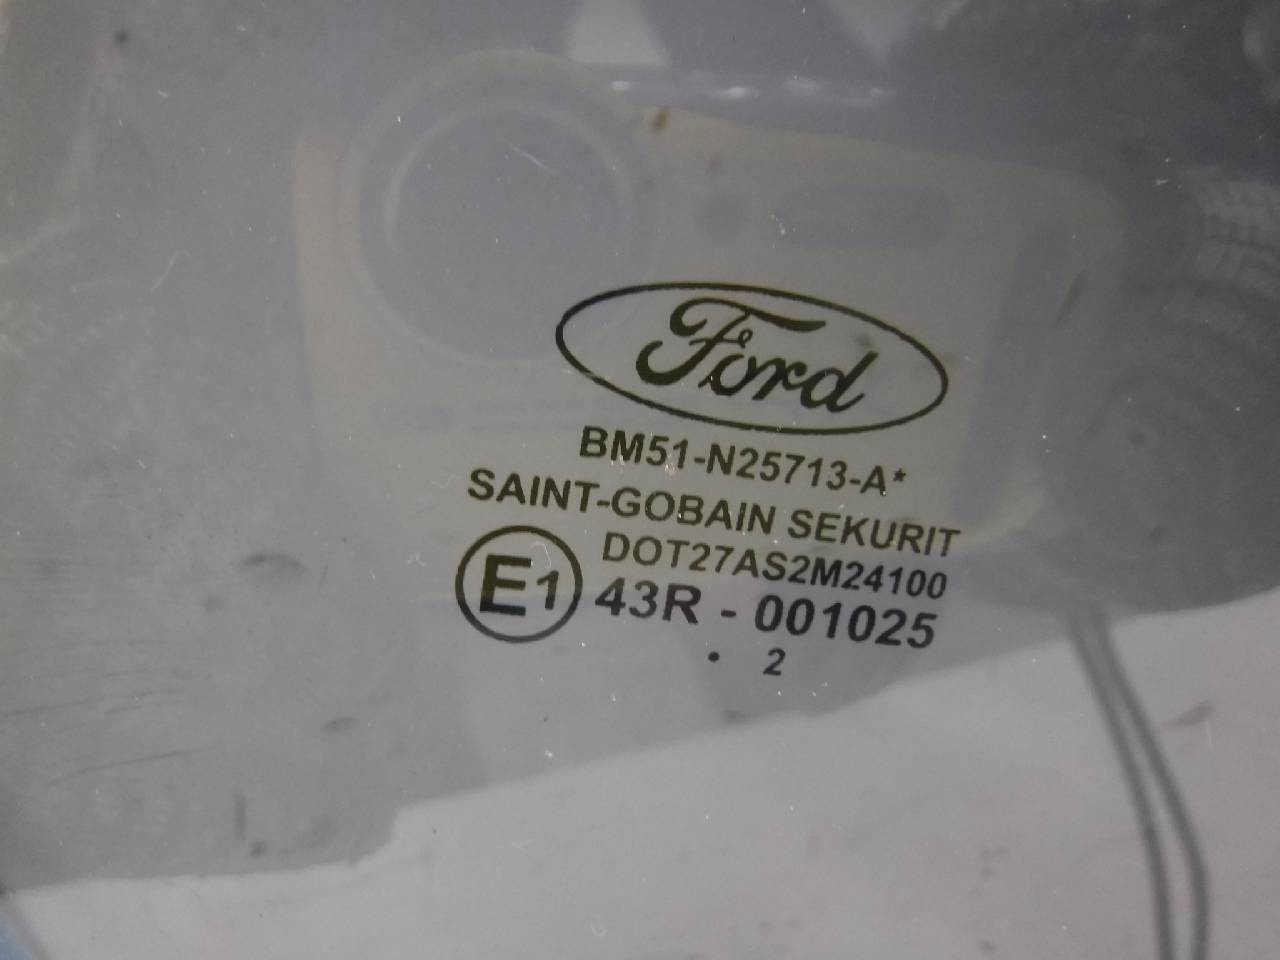 Ford
BM51-N25713-A*
SAINT-GOBAIN SEKURIT
DOT27AS2M24100
E1 43R - 001025
. 2